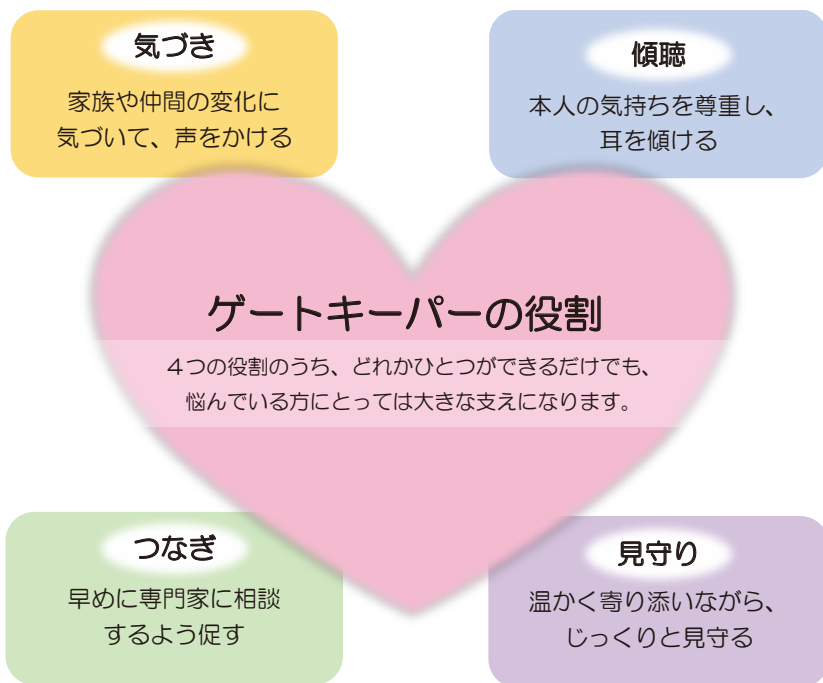 気づき
家族や仲間の変化に
気づいて、声をかける
傾聴
本人の気持ちを尊重し、
耳を傾ける
ゲートキーパーの役割
４つの役割のうち、どれかひとつができるだけでも、
悩んでいる方にとっては大きな支えになります。
つなぎ
早めに専門家に相談
するよう促す
見守り
温かく寄り添いながら、
じっくりと見守る